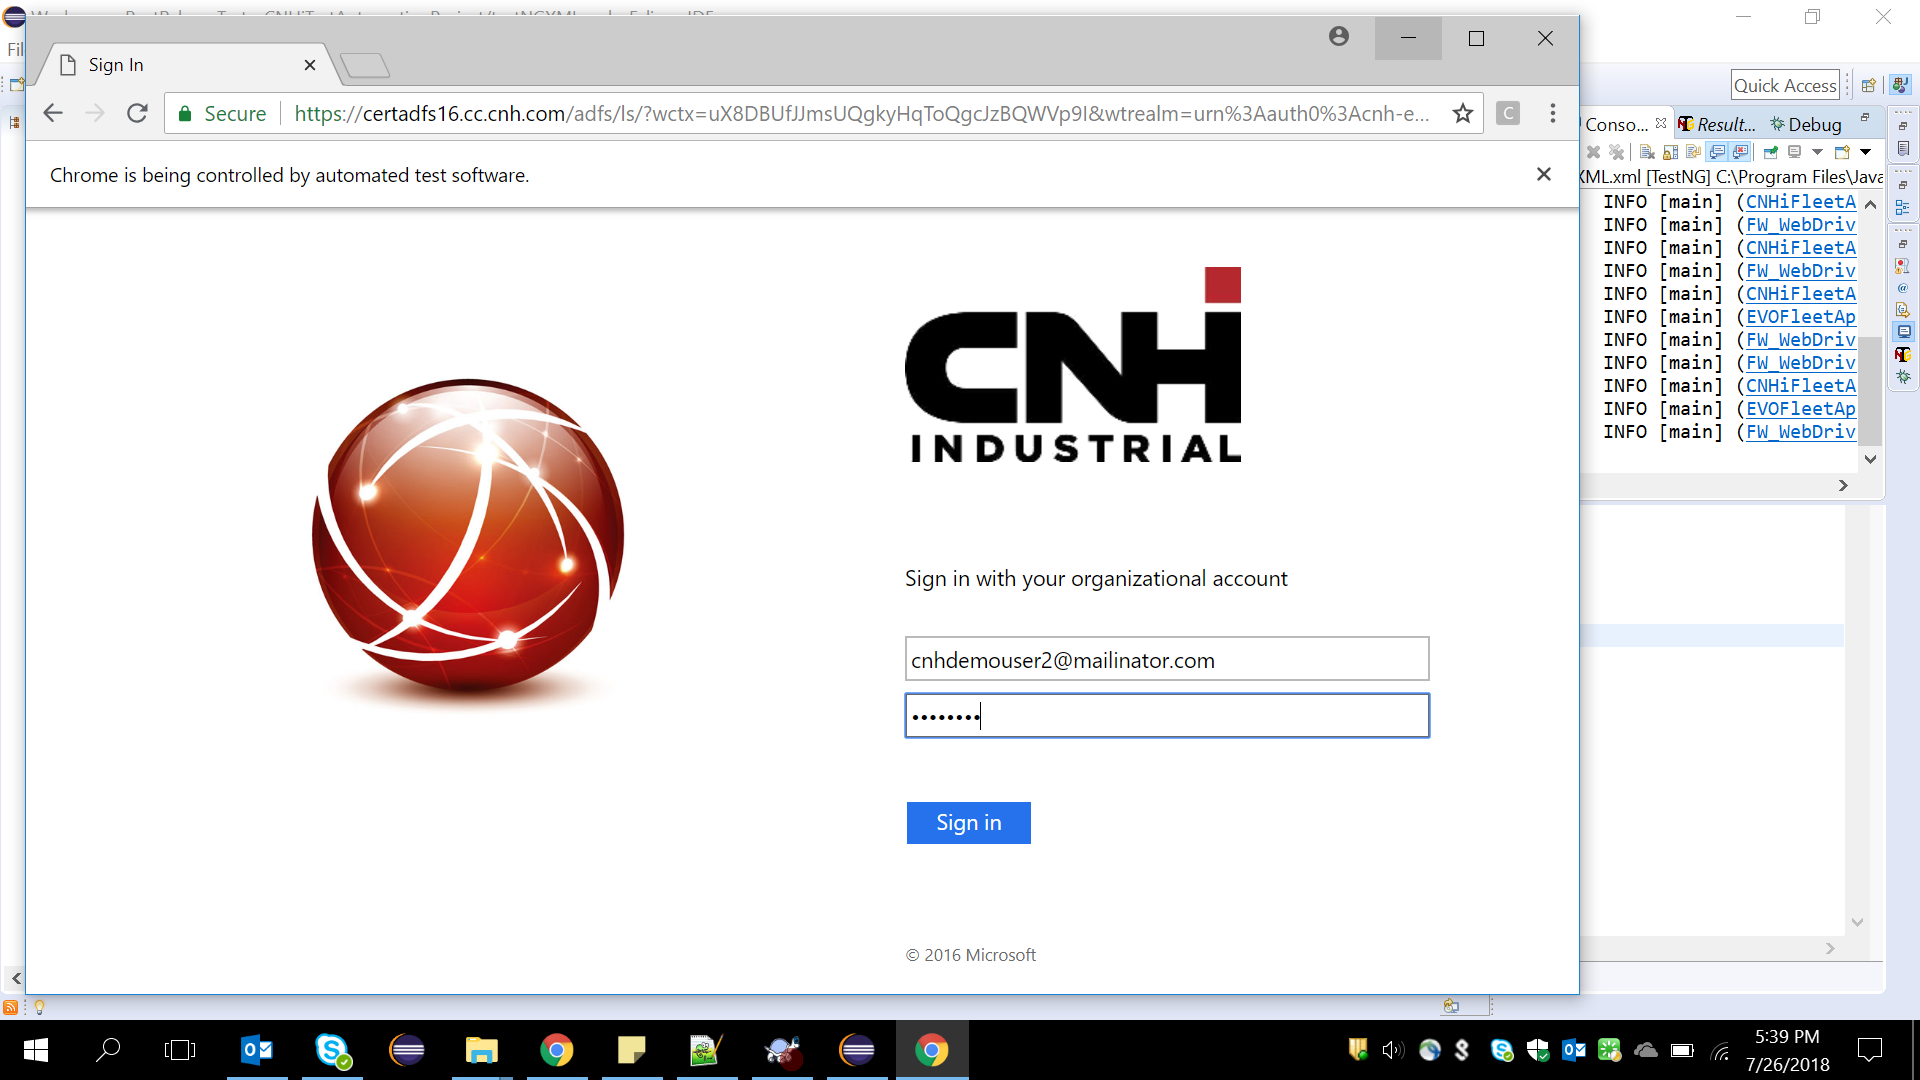 Sign In
Secure
https://certadfs16.cc.cnh.com/adfs/ls/?wctx=uX8DBUfJJmsUQgkyHqToQgcJzBQWVp9I&wtrealm=urn%3Aauth0%3Acnh-e...
C
Chrome is being controlled by automated test software.
CNH
INDUSTRIAL
Sign in with your organizational account
cnhdemouser2@mailinator.com
••••••••
Sign in
© 2016 Microsoft
Fil
Quick Access
Conso...
Result...
Debug
XML.xml [TestNG] C:\Program Files\Java
INFO [main] (CNHiFleetA
INFO [main] (FW_WebDriv
INFO [main] (CNHiFleetA
INFO [main] (FW_WebDriv
INFO [main] (CNHiFleetA
INFO [main] (EVOFleetAp
INFO [main] (FW_WebDriv
INFO [main] (FW_WebDriv
INFO [main] (CNHiFleetA
INFO [main] (EVOFleetAp
INFO [main] (FW_WebDriv
5:39 PM
7/26/2018